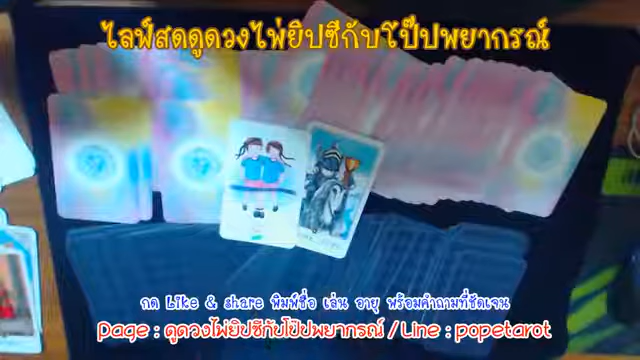 ไลฟ์สดดูดวงไพ่ยิปซีกับโป๊ปพยากรณ์
กด Like & share พิมพ์ชื่อ เล่น อายุ พร้อมคำถามที่ชัดเจน
Page : ดูดวงไพ่ยิปซีกับโป๊ปพยากรณ์ / Line : popetarot